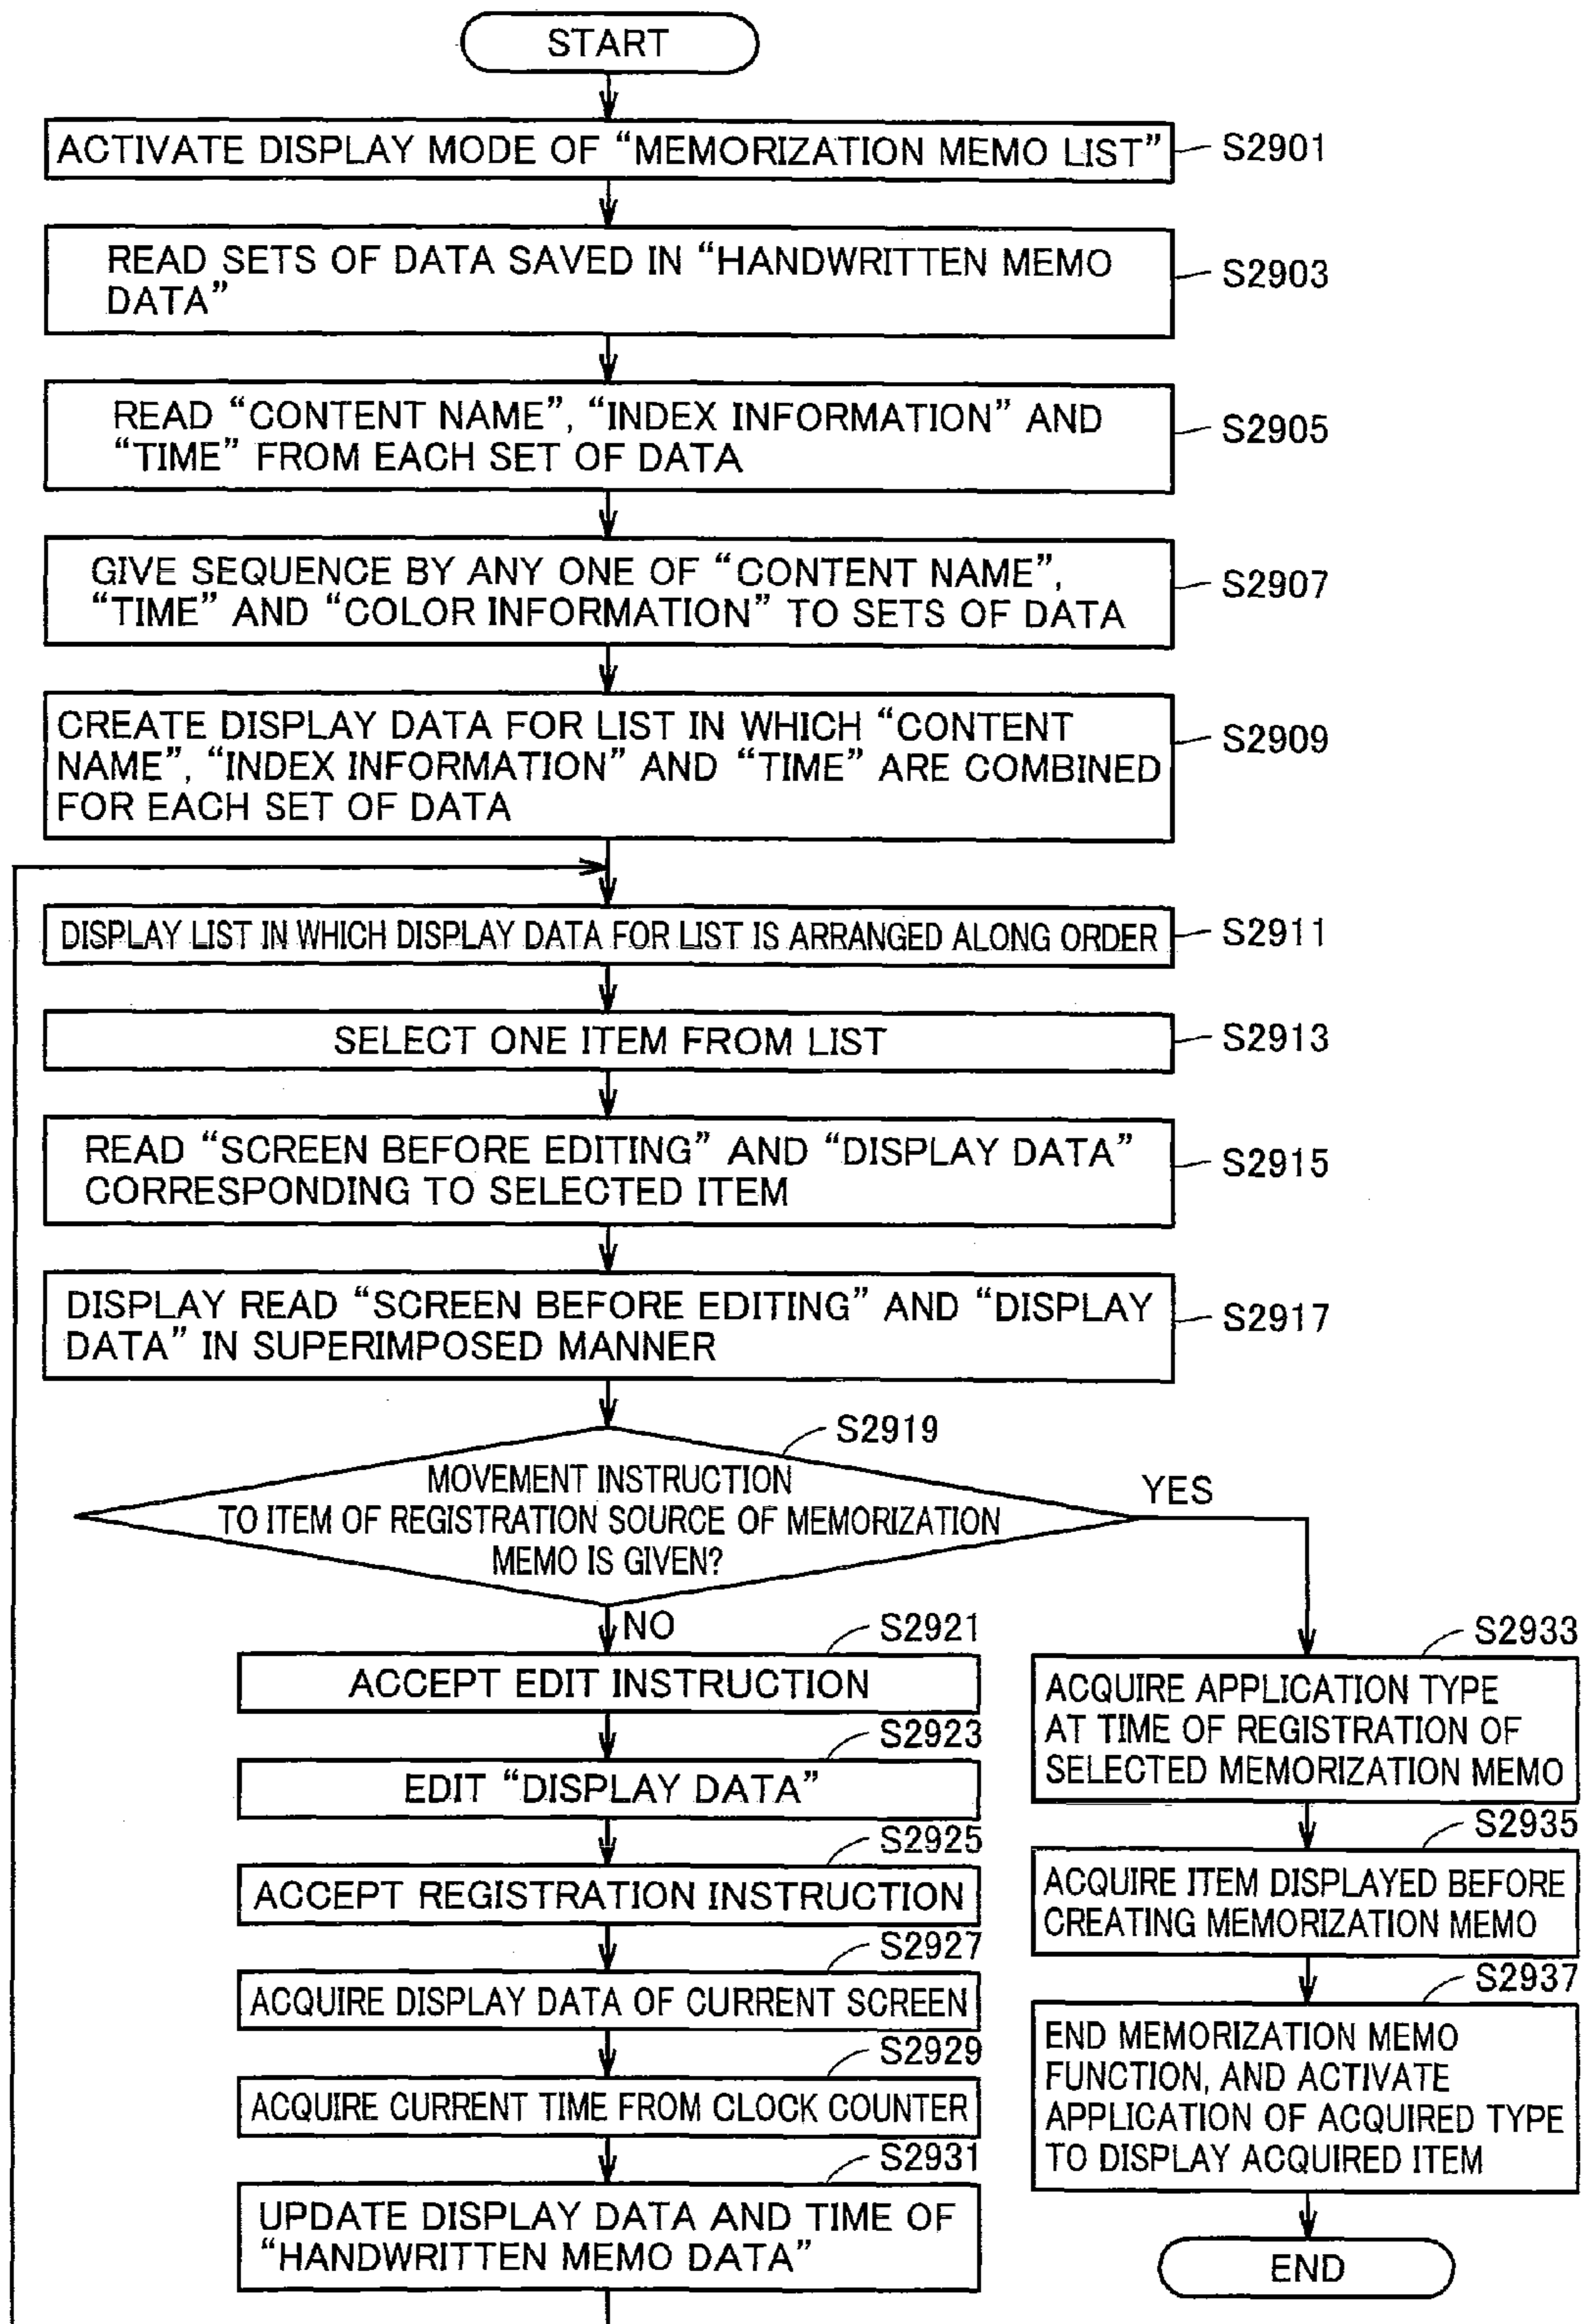 START
ACTIVATE DISPLAY MODE OF “MEMORIZATION MEMO LIST”
S2901
READ SETS OF DATA SAVED IN “HANDWRITTEN MEMO
DATA”
S2903
READ “CONTENT NAME”, “INDEX INFORMATION” AND
“TIME” FROM EACH SET OF DATA
S2905
GIVE SEQUENCE BY ANY ONE OF “CONTENT NAME”,
“TIME” AND “COLOR INFORMATION” TO SETS OF DATA
S2907
CREATE DISPLAY DATA FOR LIST IN WHICH “CONTENT
NAME”, “INDEX INFORMATION” AND “TIME” ARE COMBINED
FOR EACH SET OF DATA
S2909
DISPLAY LIST IN WHICH DISPLAY DATA FOR LIST IS ARRANGED ALONG ORDER
S2911
SELECT ONE ITEM FROM LIST
S2913
READ “SCREEN BEFORE EDITING” AND “DISPLAY DATA”
CORRESPONDING TO SELECTED ITEM
S2915
DISPLAY READ “SCREEN BEFORE EDITING” AND “DISPLAY
DATA” IN SUPERIMPOSED MANNER
S2917
S2919
MOVEMENT INSTRUCTION
TO ITEM OF REGISTRATION SOURCE OF MEMORIZATION
MEMO IS GIVEN?
YES
NO
S2921
ACCEPT EDIT INSTRUCTION
S2923
EDIT “DISPLAY DATA”
S2925
ACCEPT REGISTRATION INSTRUCTION
S2927
ACQUIRE DISPLAY DATA OF CURRENT SCREEN
S2929
ACQUIRE CURRENT TIME FROM CLOCK COUNTER
S2931
UPDATE DISPLAY DATA AND TIME OF
“HANDWRITTEN MEMO DATA”
S2933
ACQUIRE APPLICATION TYPE
AT TIME OF REGISTRATION OF
SELECTED MEMORIZATION MEMO
S2935
ACQUIRE ITEM DISPLAYED BEFORE
CREATING MEMORIZATION MEMO
S2937
END MEMORIZATION MEMO
FUNCTION, AND ACTIVATE
APPLICATION OF ACQUIRED TYPE
TO DISPLAY ACQUIRED ITEM
END